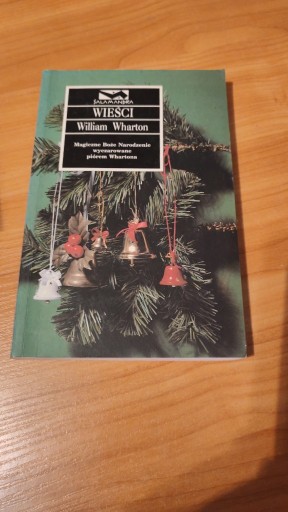 SALAMANDRA
WIEŚCI
William Wharton
Magiczne Boże Narodzenie
wyczarowane
piórem Whartona